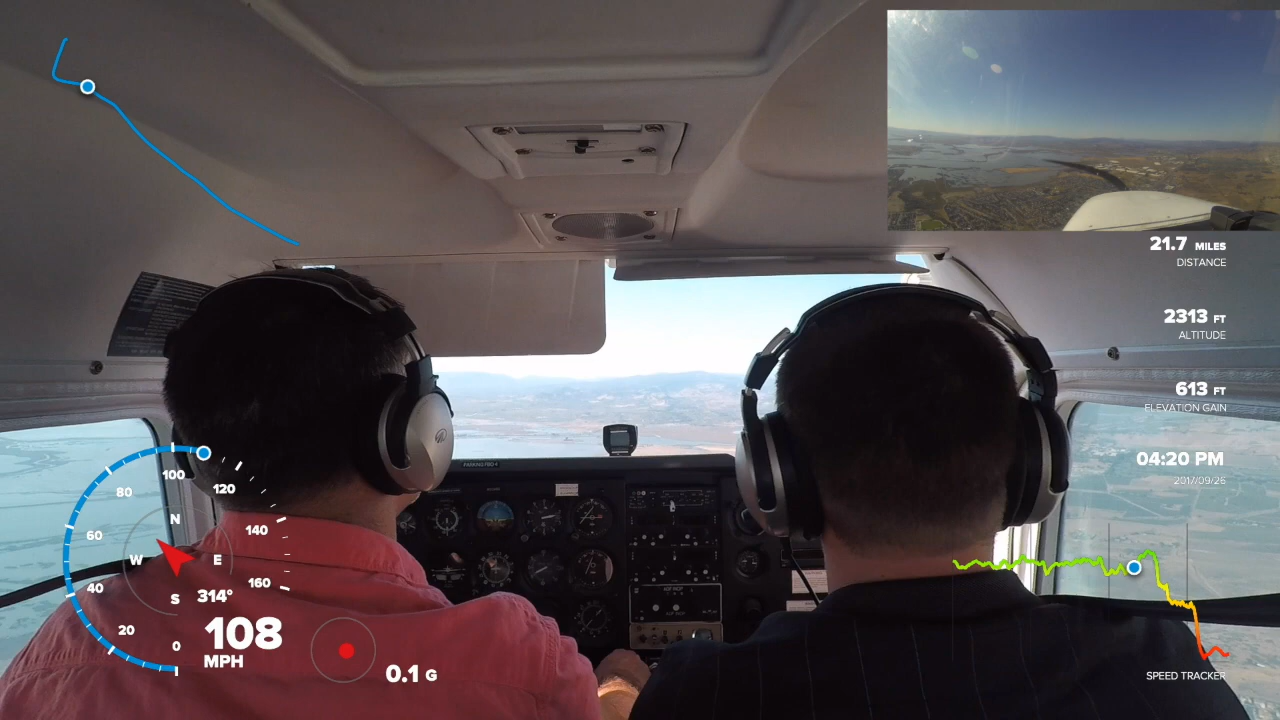 21.7 MILES
DISTANCE
2313 FT
ALTITUDE
613 FT
ELEVATION GAIN
04:20 PM
2017/09/26
SPEED TRACKER
0
20
40
60
80
100
120
140
160
N
W E
S
314°
108
MPH
0.1 G